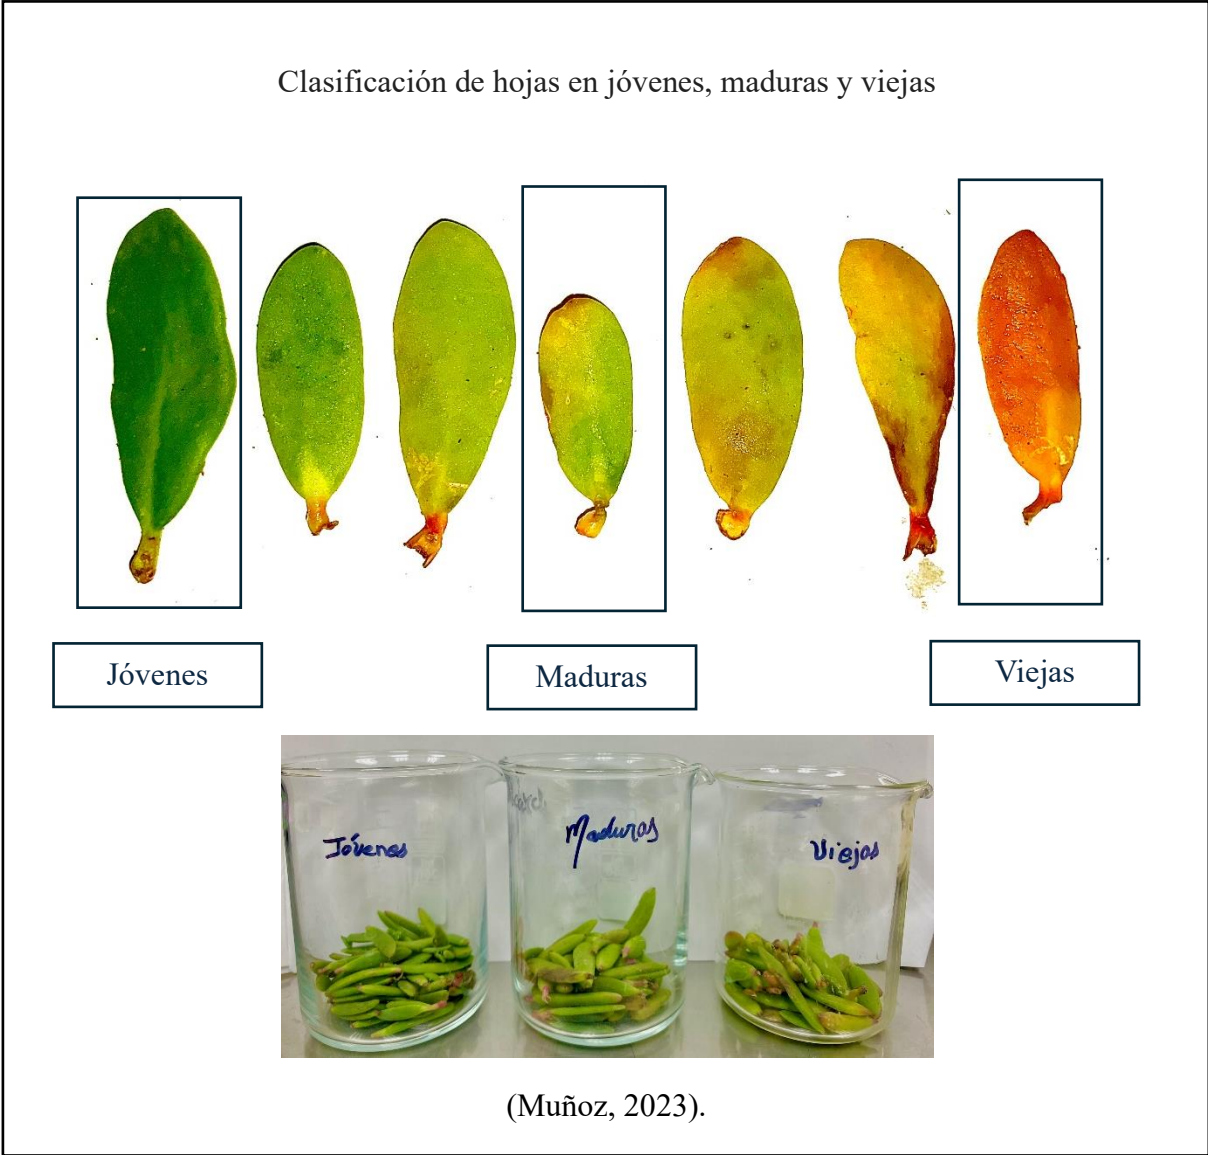 Clasificación de hojas en jóvenes, maduras y viejas
Jóvenes
Maduras
Viejas
Jóvenes
Maduras
Viejas
(Muñoz, 2023).